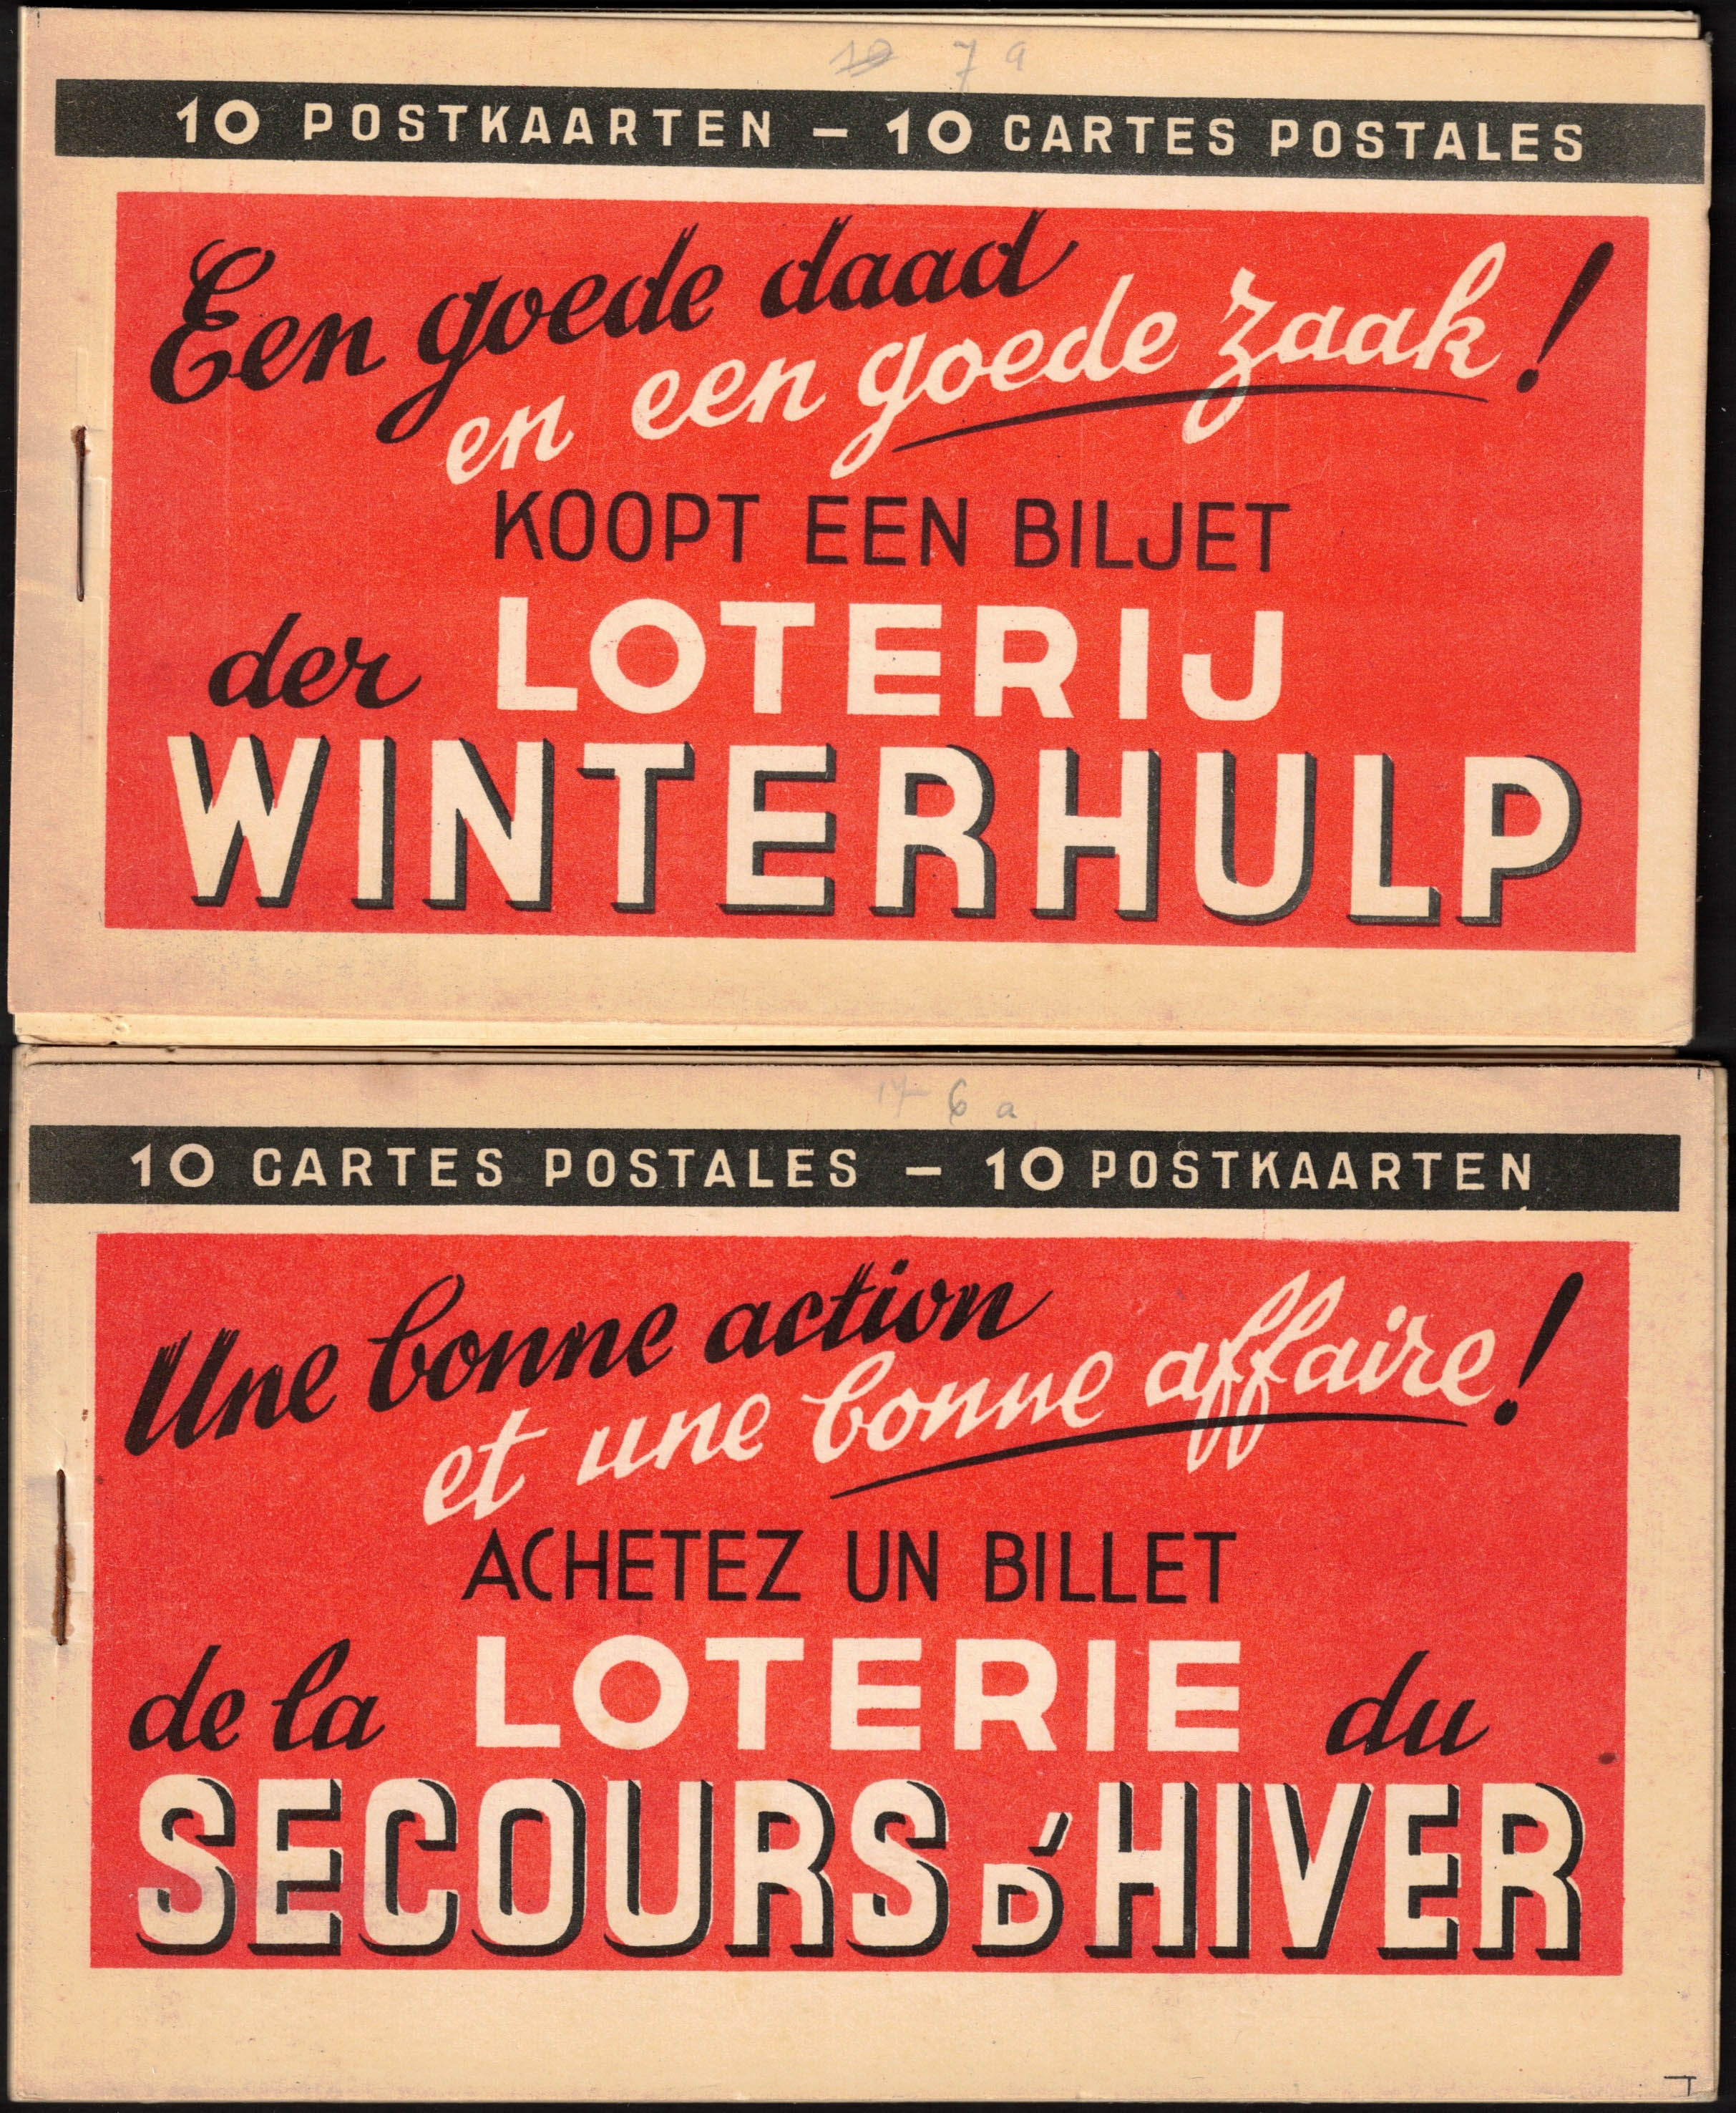 7 a
10 POSTKAARTEN – 10 CARTES POSTALES
Een goede daad
en een goede zaak!
KOOPT EEN BILJET
der LOTERIJ
WINTERHULP
6 a
10 CARTES POSTALES – 10 POSTKAARTEN
Une bonne action
et une bonne affaire!
ACHETEZ UN BILLET
de la LOTERIE du
SECOURS D'HIVER